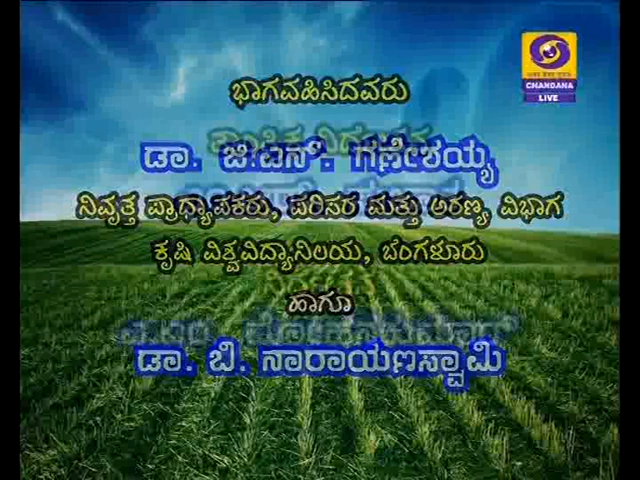 CHANDANA
LIVE
ಭಾಗವಹಿಸಿದವರು
ಡಾ. ಜಿ.ಎನ್. ಗಣೇಶಯ್ಯ
ನಿವೃತ್ತ ಪ್ರಾಧ್ಯಾಪಕರು, ಪರಿಸರ ಮತ್ತು ಅರಣ್ಯ ವಿಭಾಗ
ಕೃಷಿ ವಿಶ್ವವಿದ್ಯಾನಿಲಯ, ಬೆಂಗಳೂರು
ಹಾಗೂ
ಡಾ. ಬಿ. ನಾರಾಯಣಸ್ವಾಮಿ